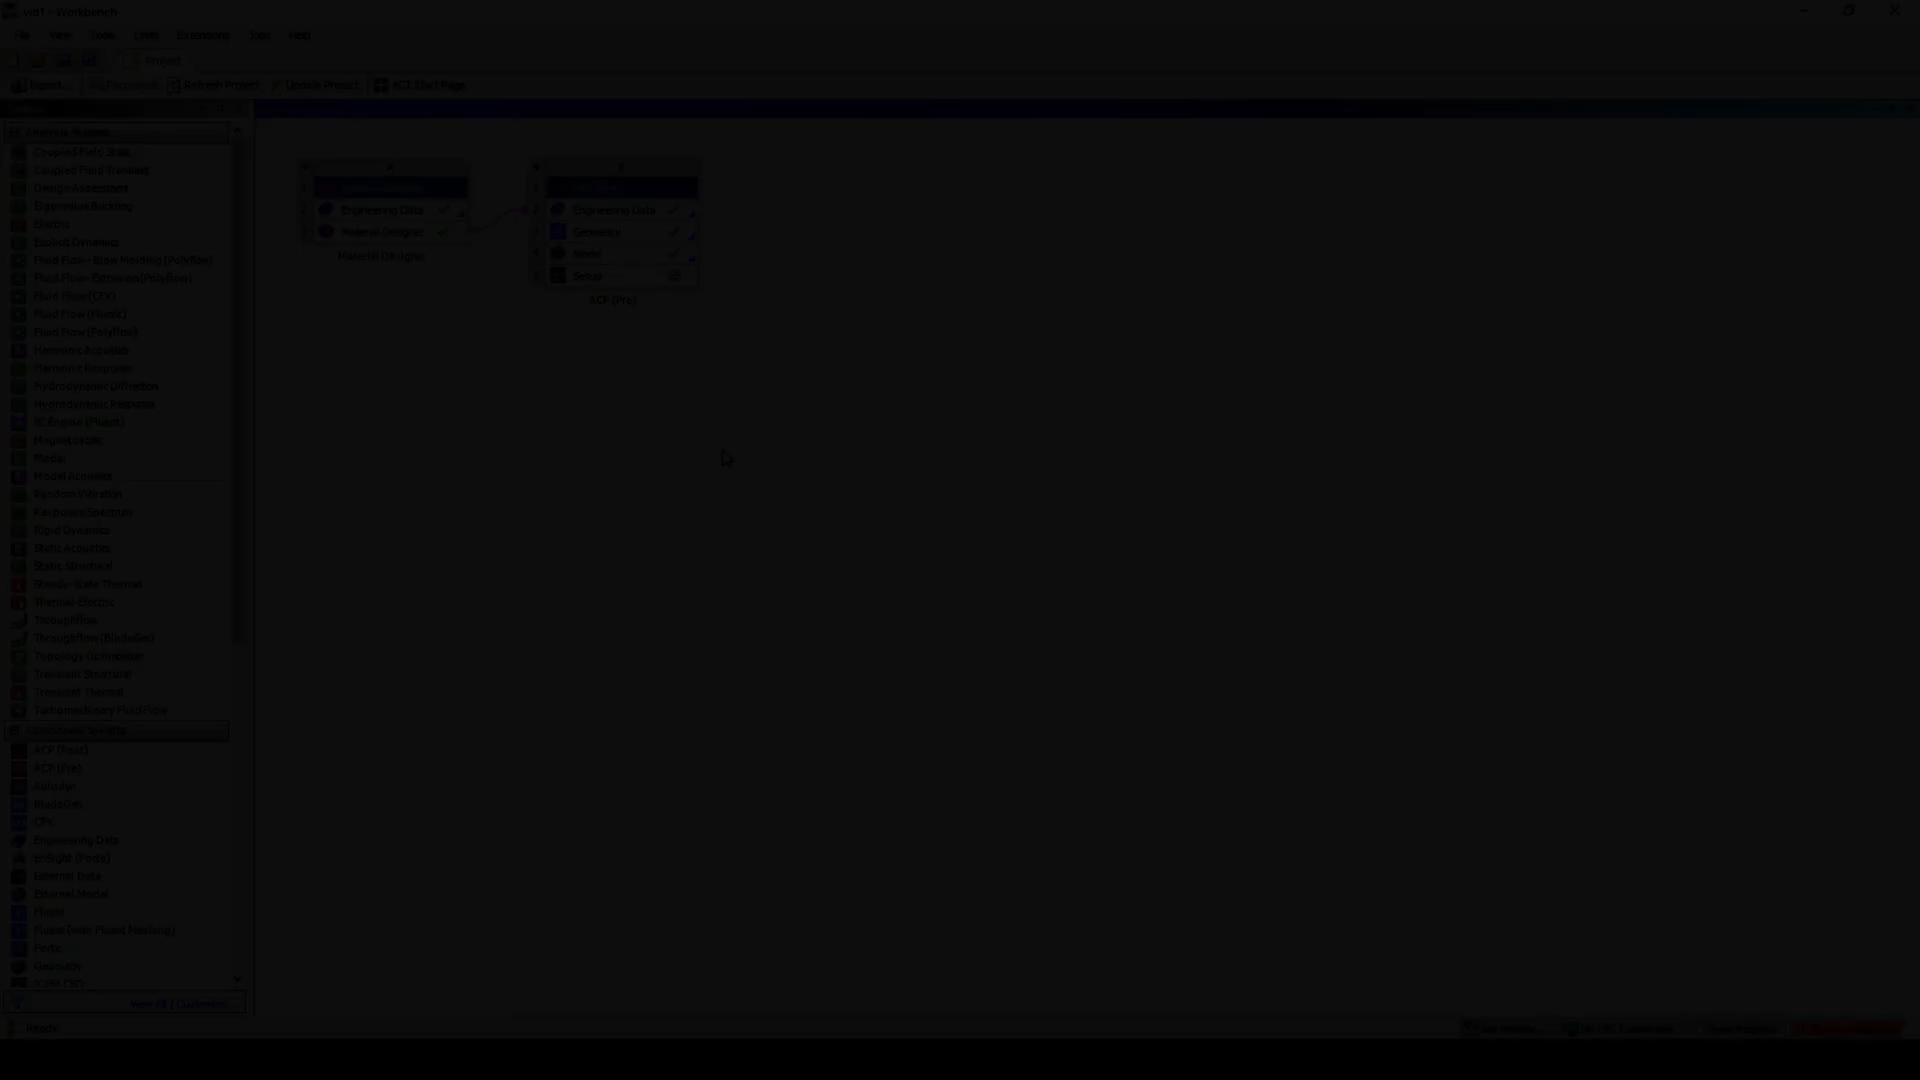 vid1 - Workbench
File View Tools Units Extensions Jobs Help
Project
Import... Reconnect Refresh Project Update Project ACT Start Page
Analysis Systems
Coupled Field Static
Coupled Field Transient
Design Assessment
Eigenvalue Buckling
Electric
Explicit Dynamics
Fluid Flow - Blow Molding (Polyflow)
Fluid Flow - Extrusion (Polyflow)
Fluid Flow (CFX)
Fluid Flow (Fluent)
Fluid Flow (Polyflow)
Harmonic Acoustics
Harmonic Response
Hydrodynamic Diffraction
Hydrodynamic Response
IC Engine (Fluent)
Magnetostatic
Modal
Modal Acoustics
Random Vibration
Response Spectrum
Rigid Dynamics
Static Acoustics
Static Structural
Steady-State Thermal
Thermal-Electric
Throughflow
Throughflow (BladeGen)
Topology Optimization
Transient Structural
Transient Thermal
Turbomachinery Fluid Flow
Component Systems
ACP (Post)
ACP (Pre)
Autodyn
BladeGen
CFX
Engineering Data
EnSight (Forte)
External Data
External Model
Fluent
Fluent (with Fluent Meshing)
Forte
Geometry
ICEM CFD
View All / Customize...
Ready
Engineering Data
Material Designer
Material Designer
Engineering Data
Geometry
Model
Setup
ACP (Pre)